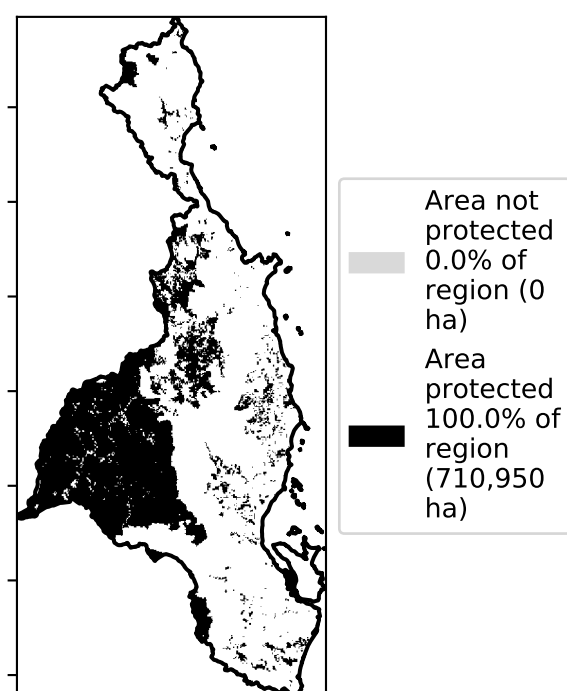 Area not
protected
0.0% of
region (0
ha)
Area
protected
100.0% of
region
(710,950
ha)